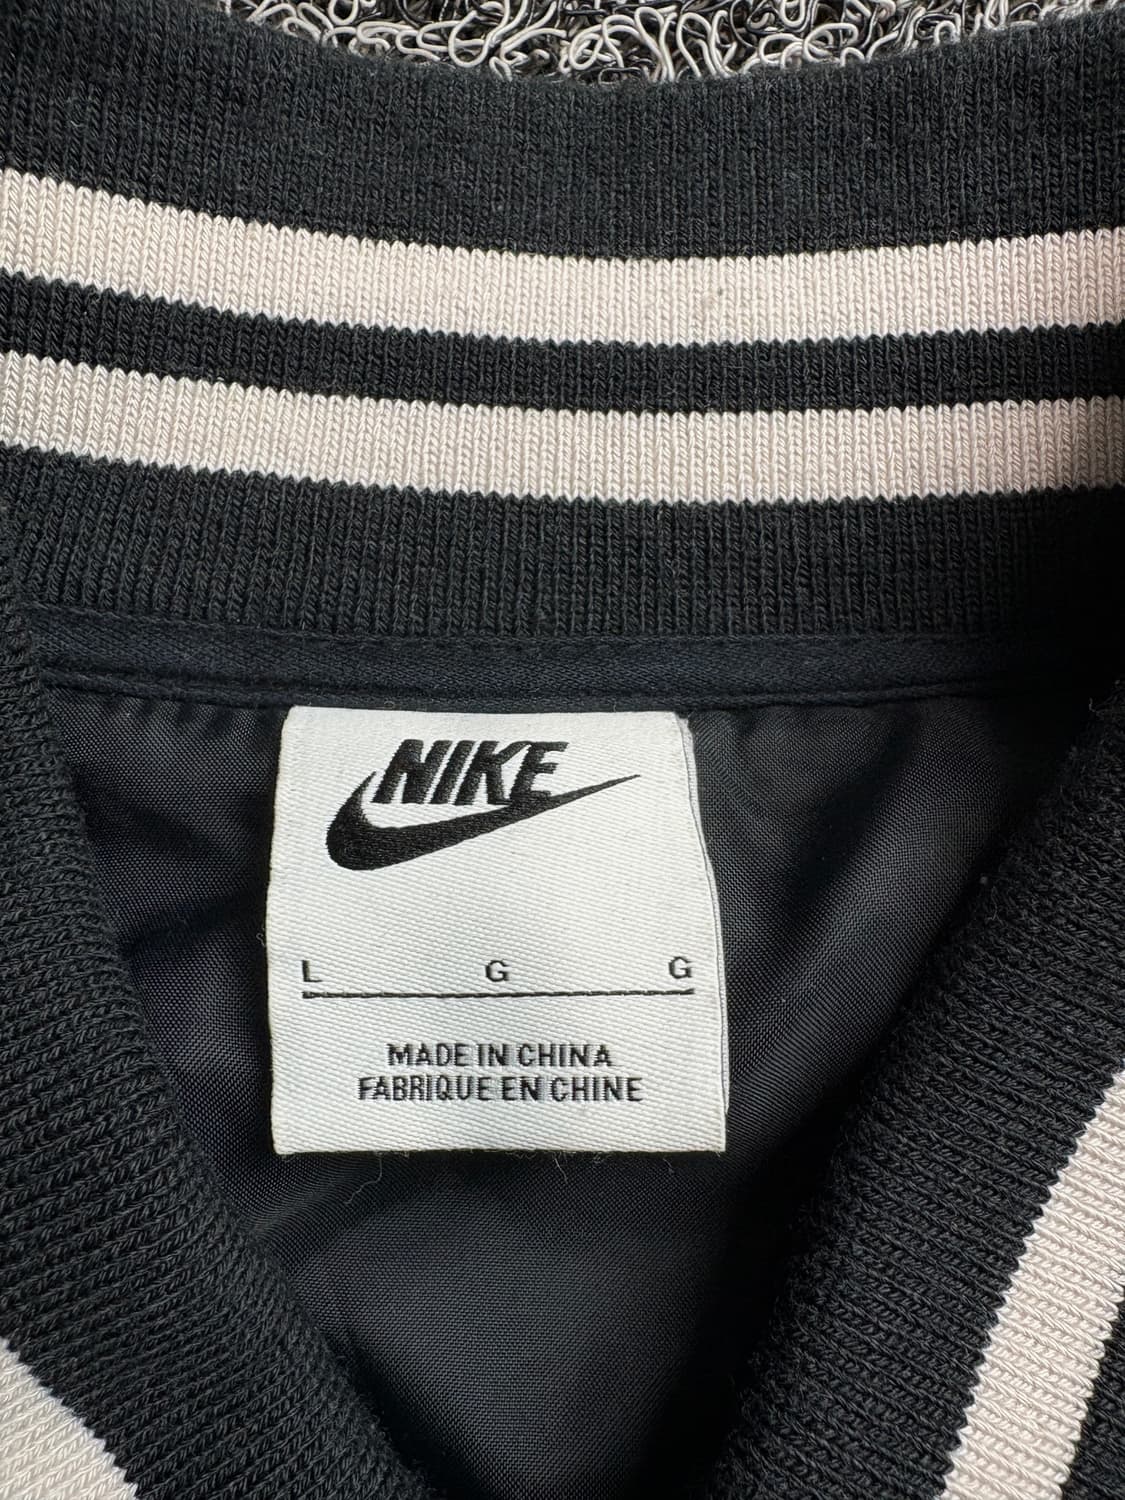 NIKE
L G G
MADE IN CHINA
FABRIQUE EN CHINE